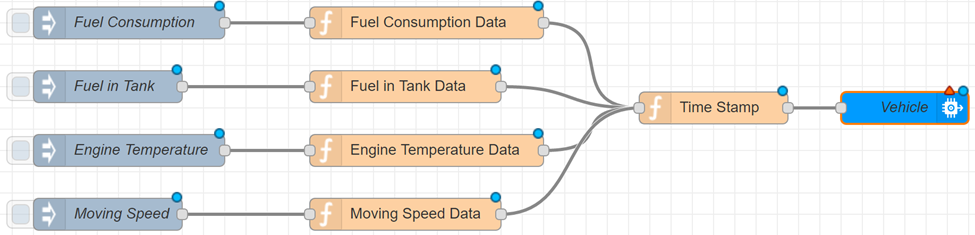 Fuel Consumption
Fuel Consumption Data
Fuel in Tank
Fuel in Tank Data
Time Stamp
Vehicle
Engine Temperature
Engine Temperature Data
Moving Speed
Moving Speed Data